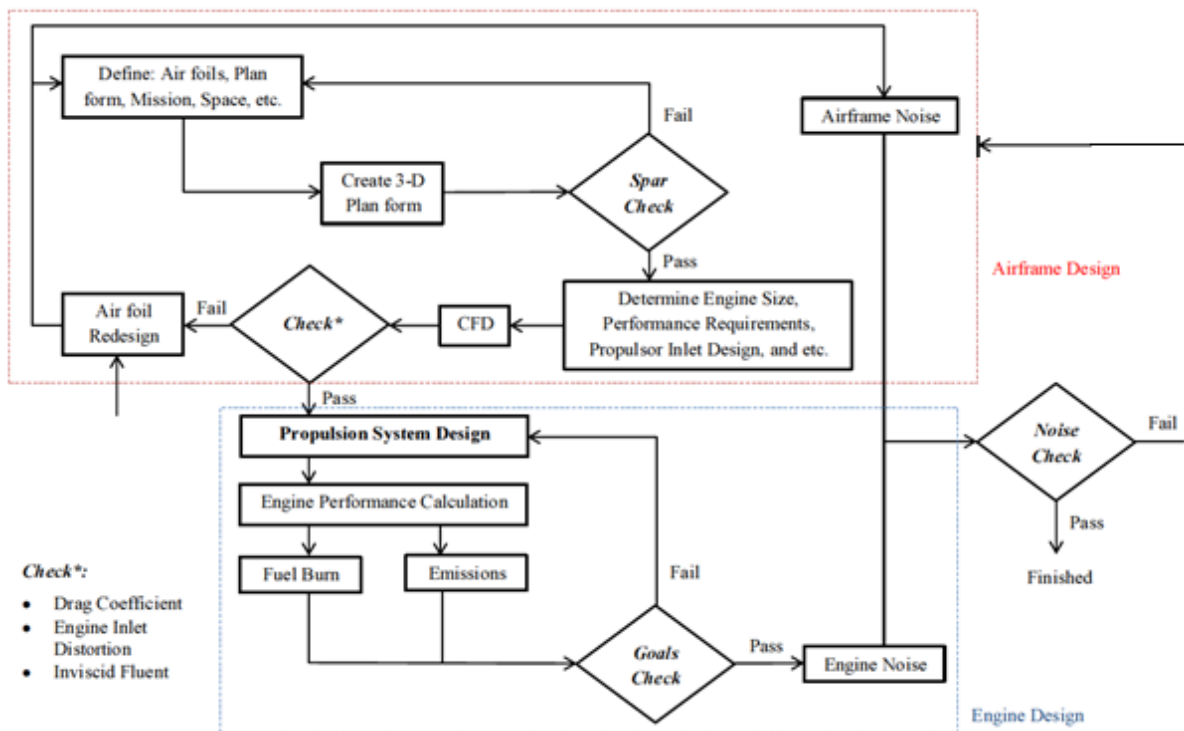 Define: Air foils, Plan
form, Mission, Space, etc.
Fail
Airframe Noise
Create 3-D
Plan form
Spar
Check
Pass
Airframe Design
Air foil
Redesign
Fail
Check*
CFD
Determine Engine Size,
Performance Requirements,
Propulsor Inlet Design, and etc.
Pass
Propulsion System Design
Noise
Check
Fail
Engine Performance Calculation
Pass
Fuel Burn
Emissions
Fail
Finished
Check*:
• Drag Coefficient
• Engine Inlet
Distortion
• Inviscid Fluent
Goals
Check
Pass
Engine Noise
Engine Design